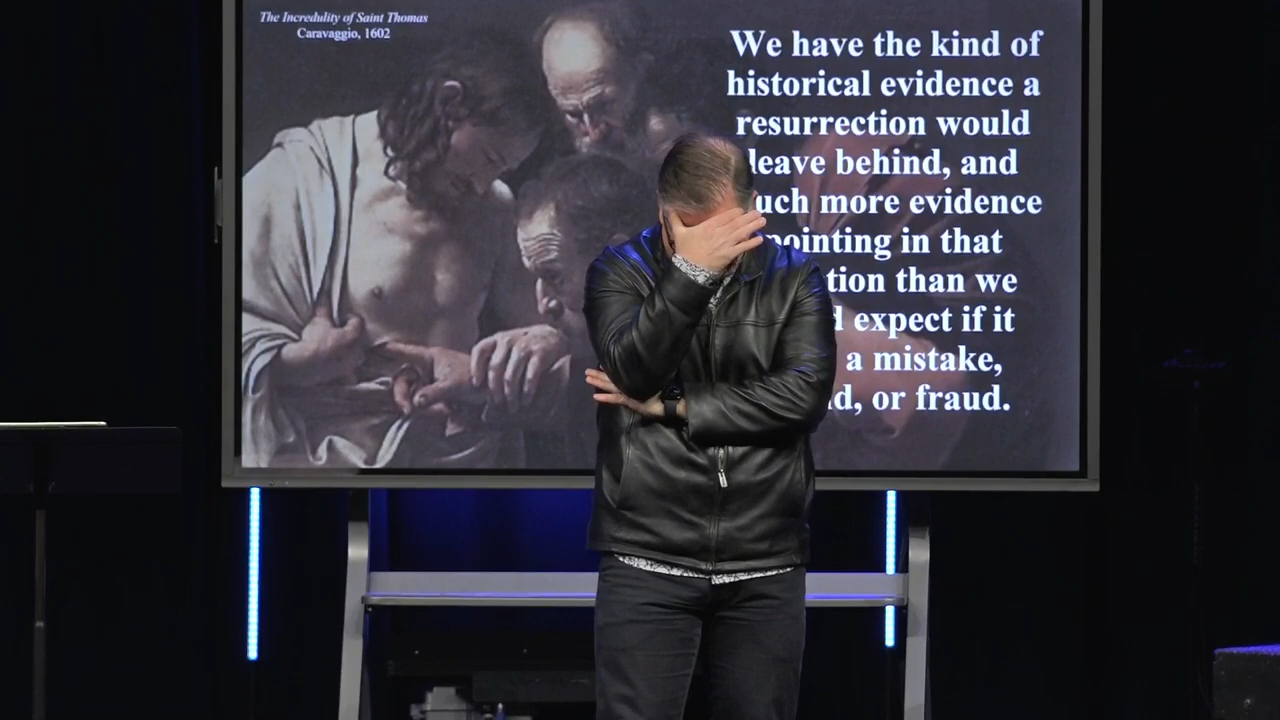 The Incredulity of Saint Thomas
Caravaggio, 1602
We have the kind of
historical evidence a
resurrection would
leave behind, and
more evidence
pointing in that
than we
expect if it
a mistake,
or fraud.